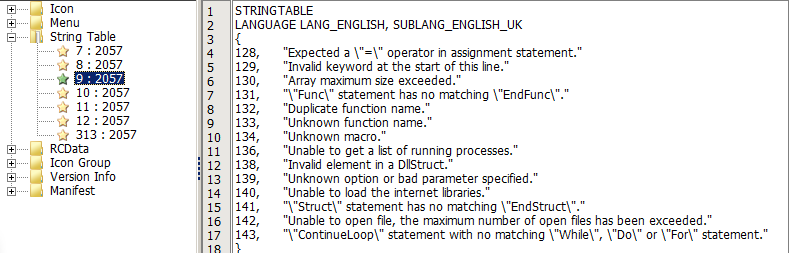 Icon
Menu
String Table
7 : 2057
8 : 2057
9 : 2057
10 : 2057
11 : 2057
12 : 2057
313 : 2057
RCData
Icon Group
Version Info
Manifest
1 STRINGTABLE
2 LANGUAGE LANG_ENGLISH, SUBLANG_ENGLISH_UK
3 {
4 128, "Expected a \"=\" operator in assignment statement."
5 129, "Invalid keyword at the start of this line."
6 130, "Array maximum size exceeded."
7 131, "\"Func\" statement has no matching \"EndFunc\"."
8 132, "Duplicate function name."
9 133, "Unknown function name."
10 134, "Unknown macro."
11 136, "Unable to get a list of running processes."
12 138, "Invalid element in a DllStruct."
13 139, "Unknown option or bad parameter specified."
14 140, "Unable to load the internet libraries."
15 141, "\"Struct\" statement has no matching \"EndStruct\"."
16 142, "Unable to open file, the maximum number of open files has been exceeded."
17 143, "\"ContinueLoop\" statement with no matching \"While\", \"Do\" or \"For\" statement."
18 }